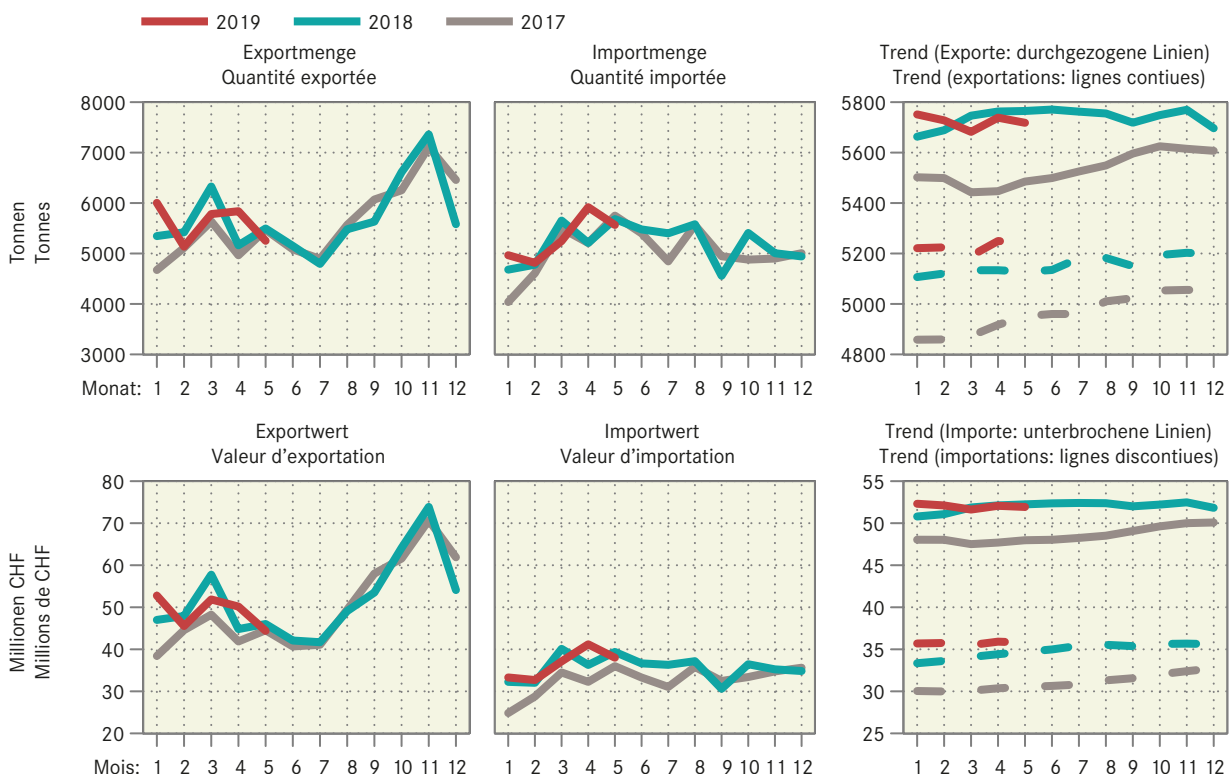 2019 2018 2017
Exportmenge
Quantité exportée
Importmenge
Quantité importée
Trend (Exporte: durchgezogene Linien)
Trend (exportations: lignes contiues)
Tonnen
Tonnes
8000
7000
6000
5000
4000
3000
5800
5600
5400
5200
5000
4800
Monat: 1 2 3 4 5 6 7 8 9 10 11 12
1 2 3 4 5 6 7 8 9 10 11 12
1 2 3 4 5 6 7 8 9 10 11 12
Exportwert
Valeur d'exportation
Importwert
Valeur d'importation
Trend (Importe: unterbrochene Linien)
Trend (importations: lignes discontiues)
Millionen CHF
Millions de CHF
80
70
60
50
40
30
20
55
50
45
40
35
30
25
Mois: 1 2 3 4 5 6 7 8 9 10 11 12
1 2 3 4 5 6 7 8 9 10 11 12
1 2 3 4 5 6 7 8 9 10 11 12